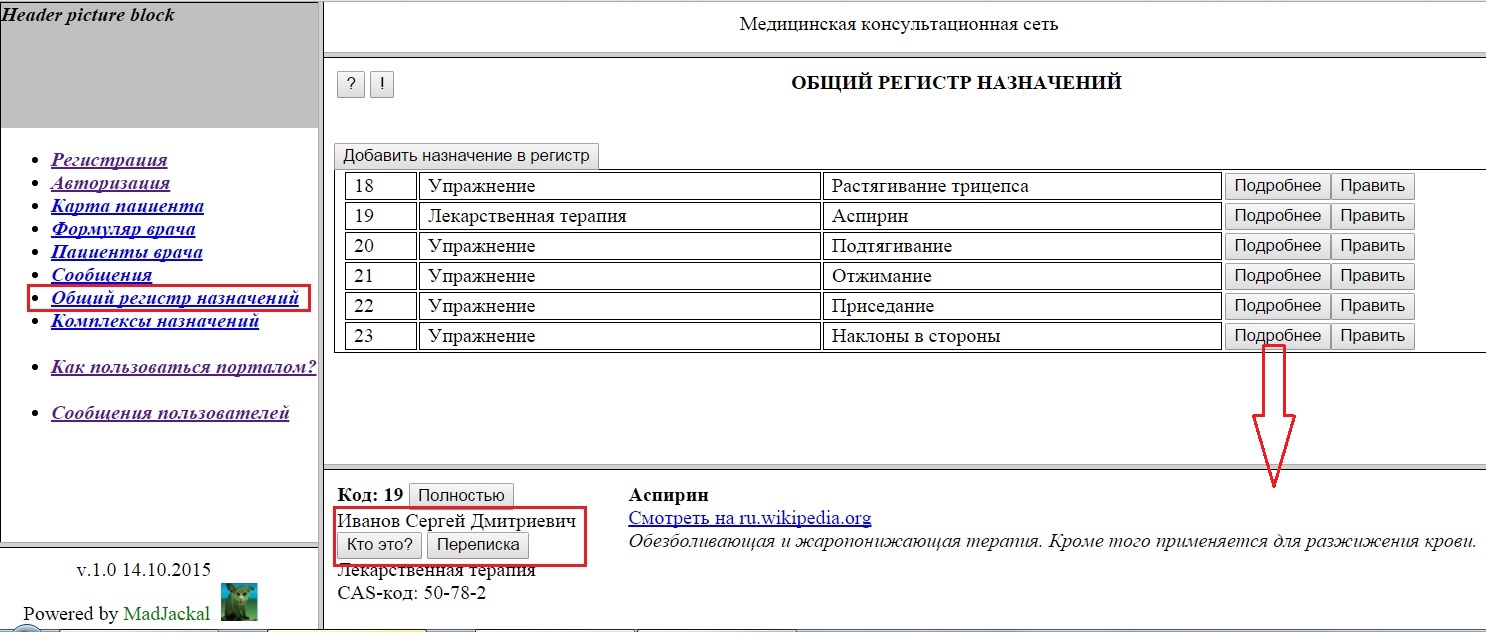 Header picture block
Регистрация
Авторизация
Карта пациента
Формуляр врача
Пациенты врача
Сообщения
Общий регистр назначений
Комплексы назначений
Как пользоваться порталом?
Сообщения пользователей
v.1.0 14.10.2015
Powered by MadJackal
Медицинская консультационная сеть
? ! ОБЩИЙ РЕГИСТР НАЗНАЧЕНИЙ
Добавить назначение в регистр
18 Упражнение Растягивание трицепса Подробнее Править
19 Лекарственная терапия Аспирин Подробнее Править
20 Упражнение Подтягивание Подробнее Править
21 Упражнение Отжимание Подробнее Править
22 Упражнение Приседание Подробнее Править
23 Упражнение Наклоны в стороны Подробнее Править
Код: 19 Полностью
Иванов Сергей Дмитриевич
Кто это? Переписка
Лекарственная терапия
CAS-код: 50-78-2
Аспирин
Смотреть на ru.wikipedia.org
Обезболивающая и жаропонижающая терапия. Кроме того применяется для разжижения крови.